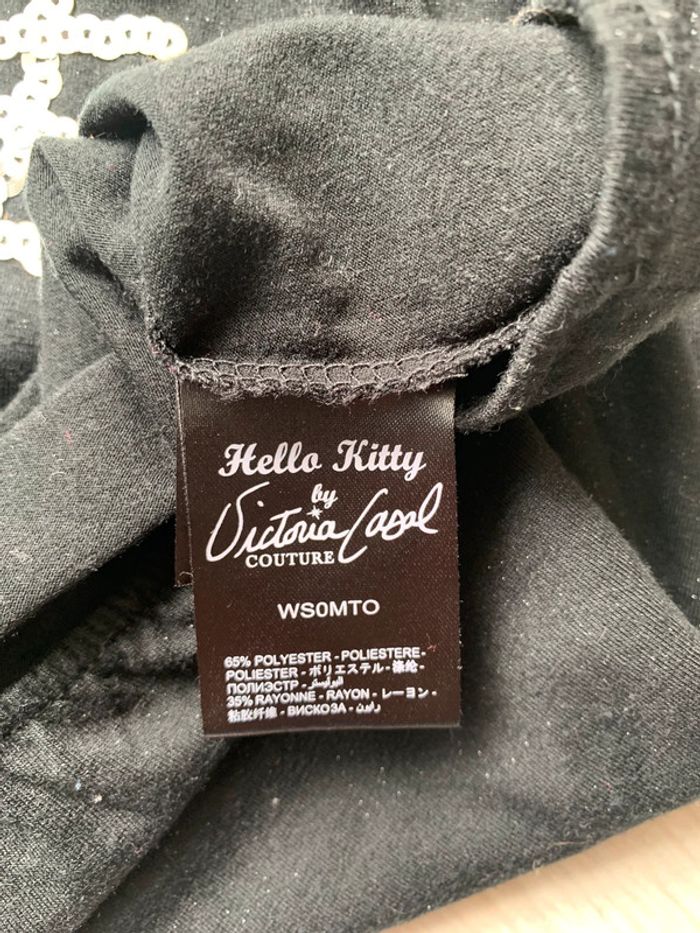 Hello Kitty
by
Victoria Casal
COUTURE
WS0MTO
65% POLYESTER - POLIESTERE -
POLIESTER - ポリエステル - 涤纶 -
ПОЛИЭСТР - البوليستر
35% RAYONNE - RAYON - レーヨン -
粘胶纤维 - ВИСКОЗА - رايون